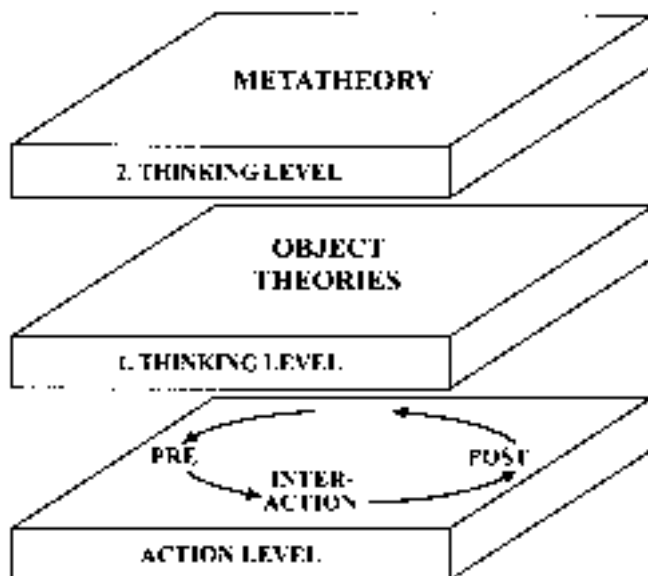 METATHEORY
2. THINKING LEVEL
OBJECT
THEORIES
1. THINKING LEVEL
PRE
POST
INTER-
ACTION
ACTION LEVEL